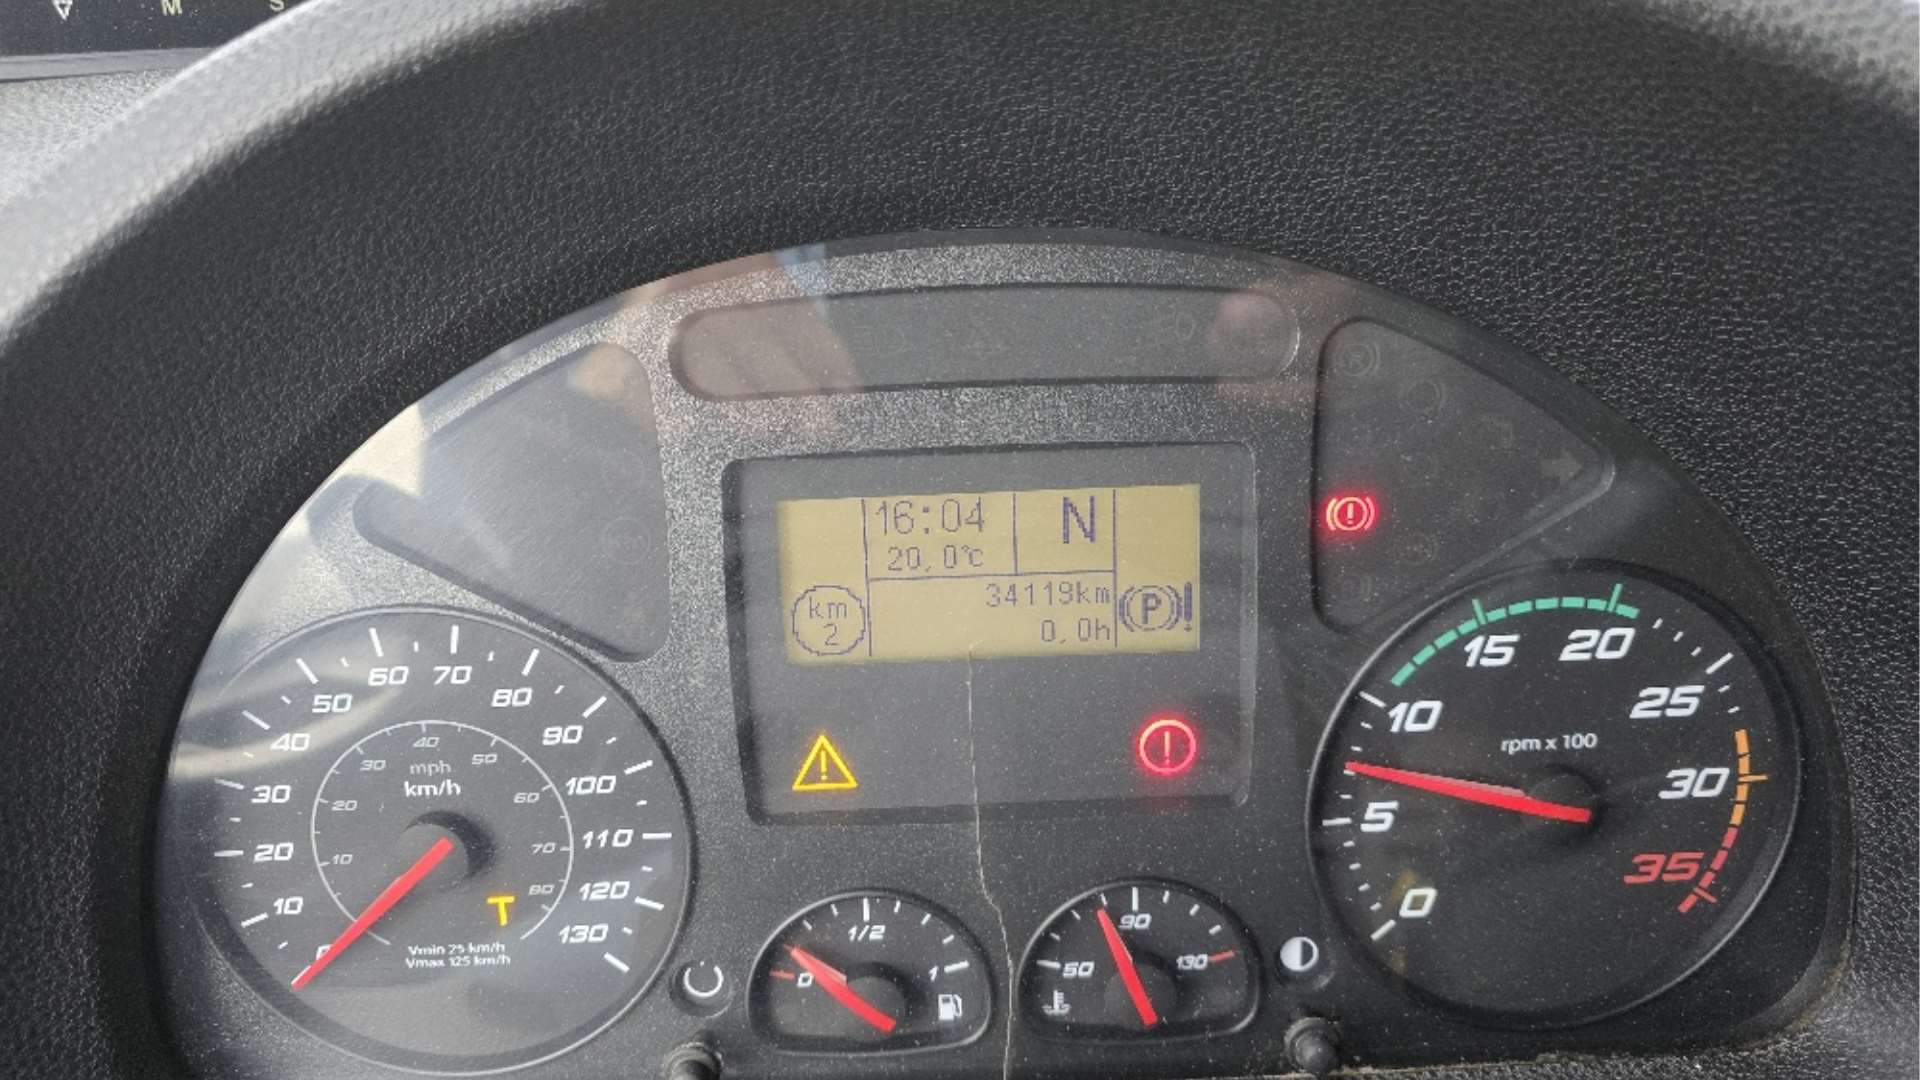 M S
16:04 N
20,0°C
34119km
km
2
(P)!
0,0h
0 10 20 30 40 50 60 70 80 90 100 110 120 130
mph
km/h
10 20 30 40 50 60 70 80
T
Vmin 25 km/h
Vmax 125 km/h
0 1/2 1
50 90 130
0 5 10 15 20 25 30 35
rpm x 100